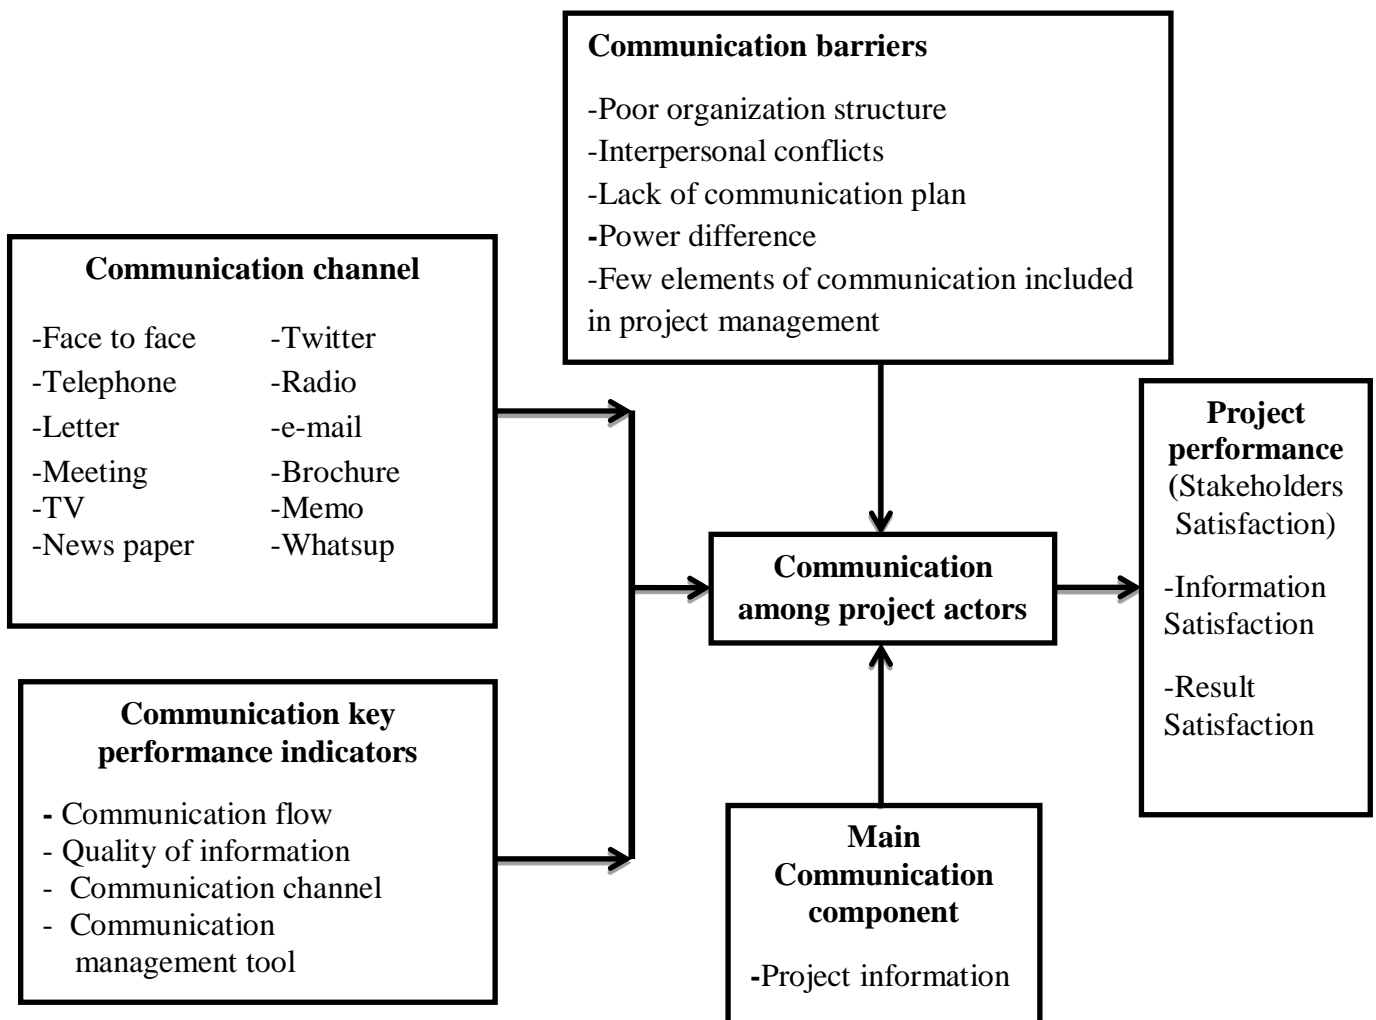 Communication barriers
-Poor organization structure
-Interpersonal conflicts
-Lack of communication plan
-Power difference
-Few elements of communication included
in project management
Communication channel
-Face to face
-Telephone
-Letter
-Meeting
-TV
-News paper
-Twitter
-Radio
-e-mail
-Brochure
-Memo
-Whatsup
Communication key
performance indicators
- Communication flow
- Quality of information
- Communication channel
- Communication
management tool
Communication
among project actors
Main
Communication
component
-Project information
Project
performance
(Stakeholders
Satisfaction)
-Information
Satisfaction
-Result
Satisfaction